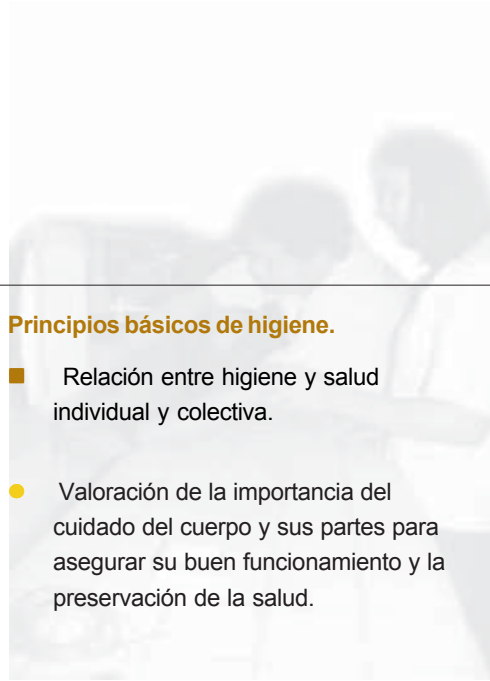 Principios básicos de higiene.
Relación entre higiene y salud
individual y colectiva.
Valoración de la importancia del
cuidado del cuerpo y sus partes para
asegurar su buen funcionamiento y la
preservación de la salud.